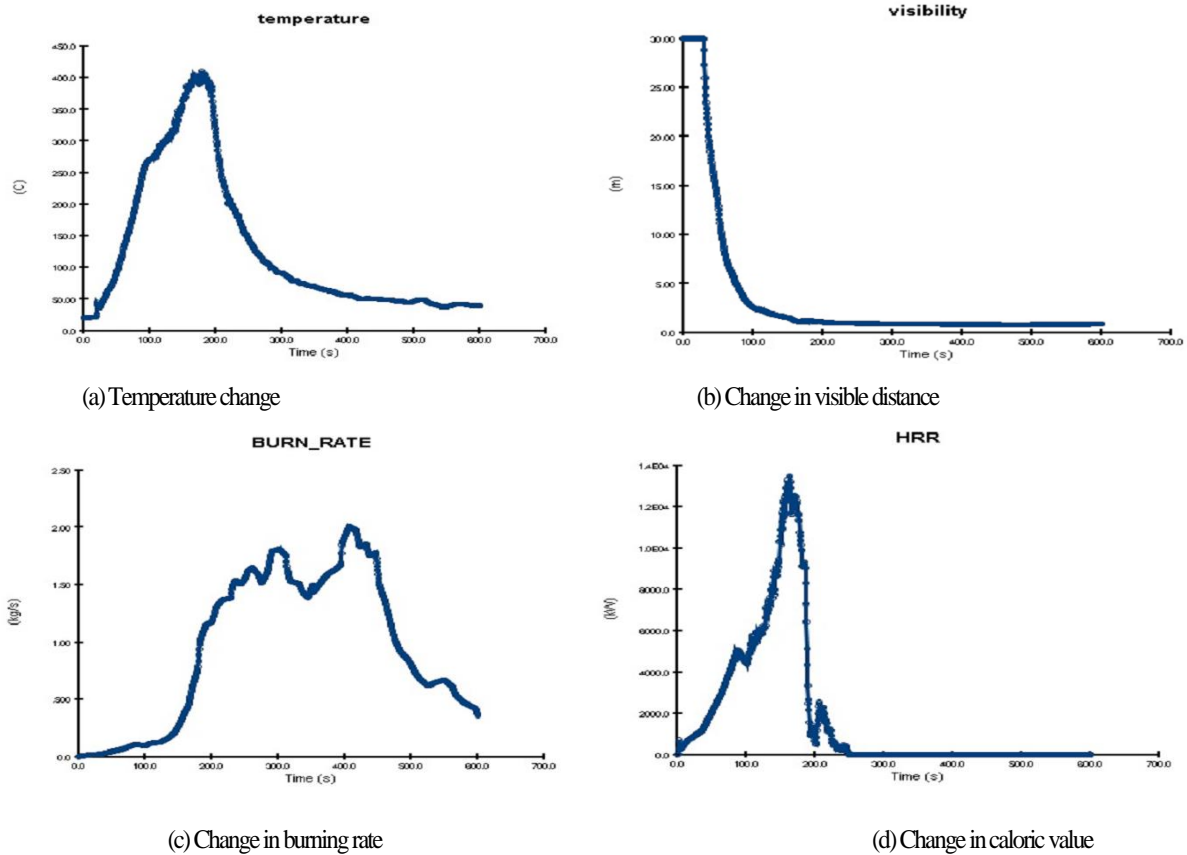 temperature
450.0
400.0
350.0
300.0
250.0
200.0
150.0
100.0
50.00
0.0
(C)
0.0 100.0 200.0 300.0 400.0 500.0 600.0 700.0
Time (s)
(a) Temperature change
visibility
30.00
25.00
20.00
15.00
10.00
5.00
0.00
(m)
0.0 100.0 200.0 300.0 400.0 500.0 600.0 700.0
Time (s)
(b) Change in visible distance
BURN_RATE
2.50
2.00
1.50
1.00
.500
0.0
(kg/s)
0.0 100.0 200.0 300.0 400.0 500.0 600.0 700.0
Time (s)
(c) Change in burning rate
HRR
1.4E04
1.2E04
1.0E04
8000.0
6000.0
4000.0
2000.0
0.0
(kW)
0.0 100.0 200.0 300.0 400.0 500.0 600.0 700.0
Time (s)
(d) Change in caloric value